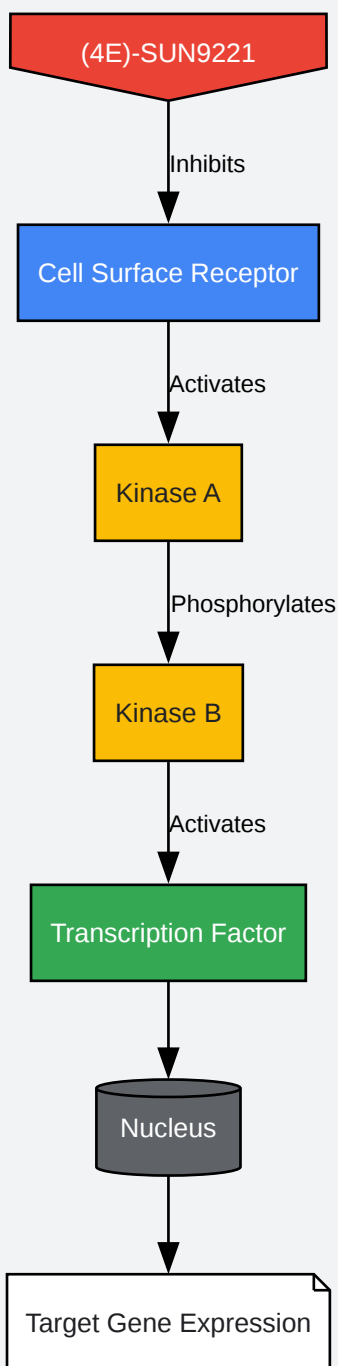 (4E)-SUN9221
Inhibits
Cell Surface Receptor
Activates
Kinase A
Phosphorylates
Kinase B
Activates
Transcription Factor
Nucleus
Target Gene Expression